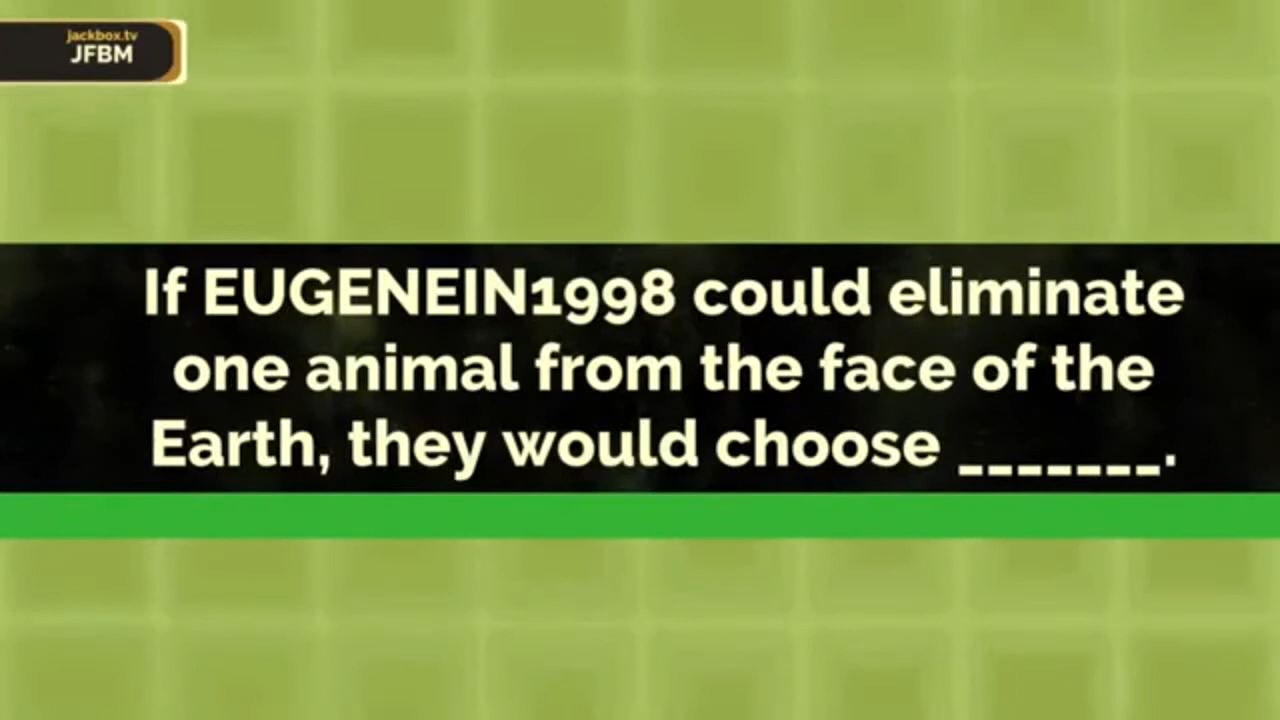 jackbox.tv
JFBM
If EUGENEIN1998 could eliminate
one animal from the face of the
Earth, they would choose _______.